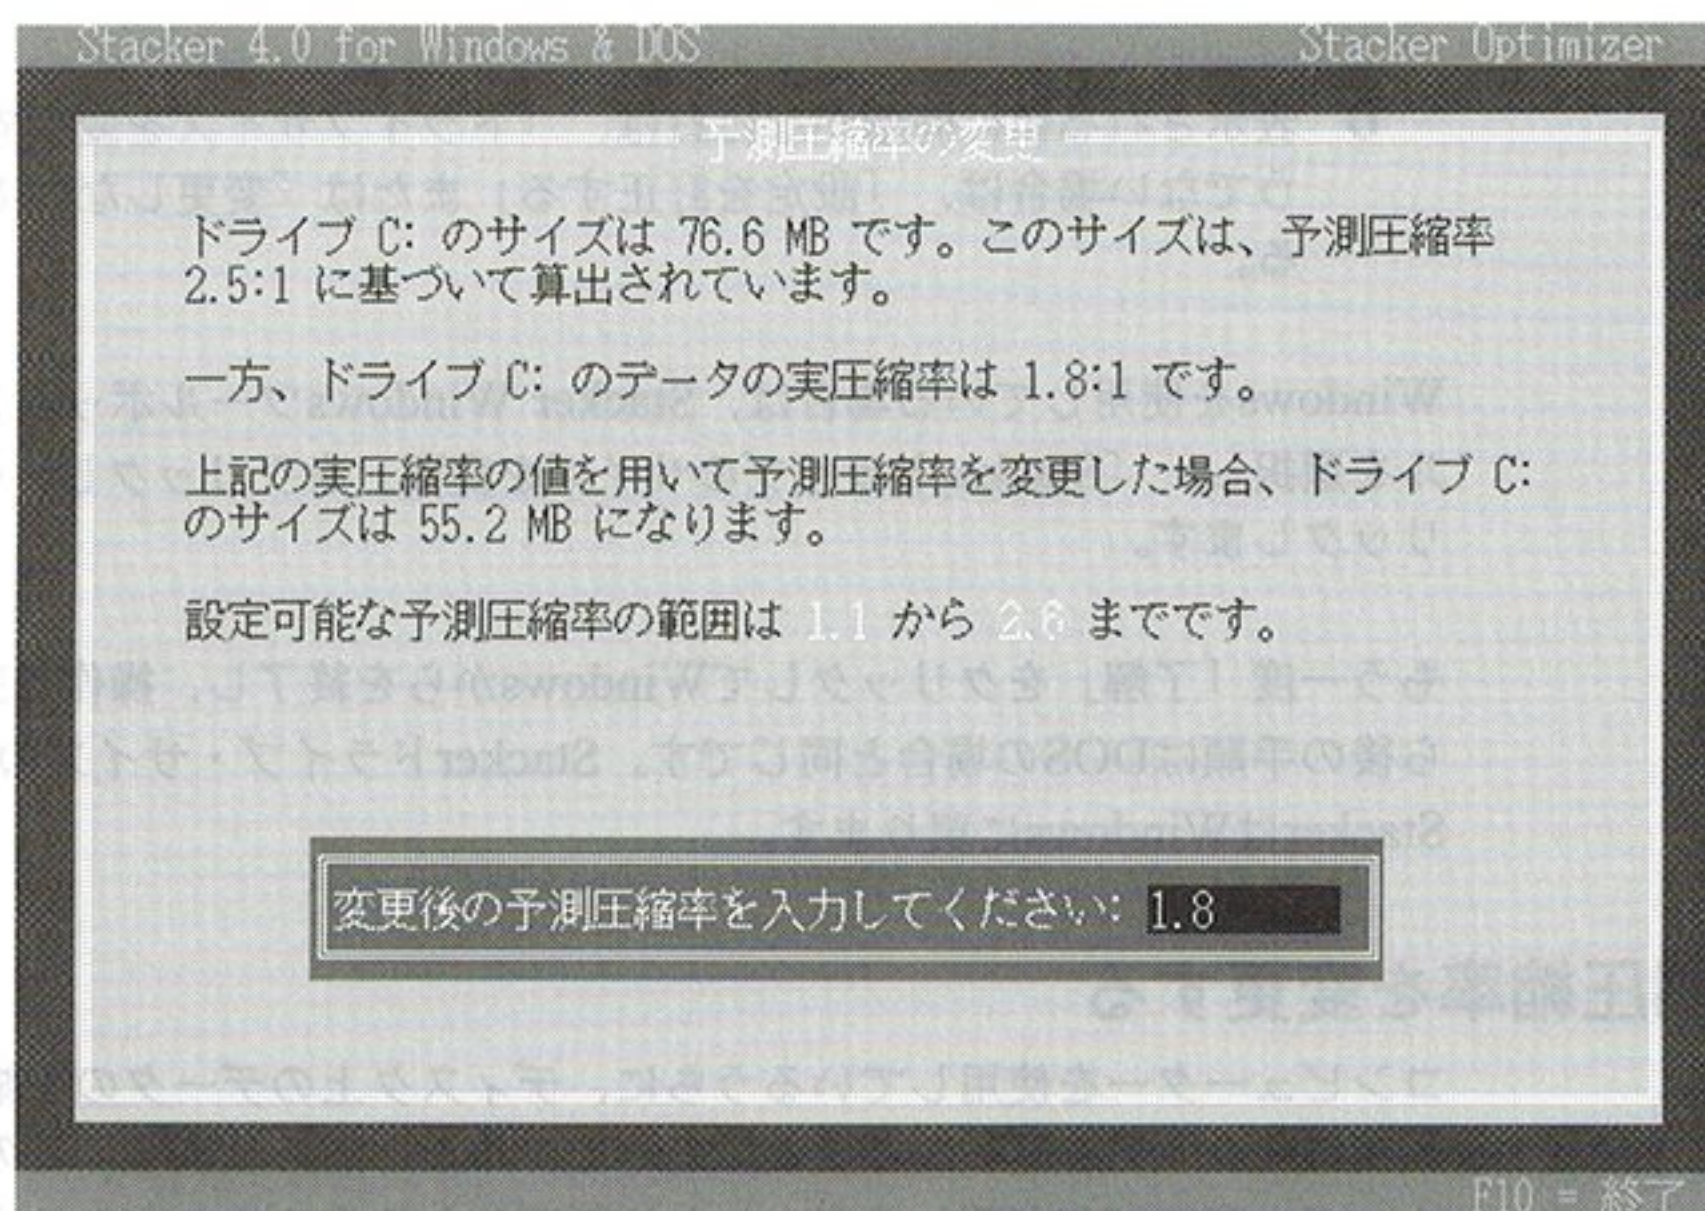 Stacker 4.0 for Windows & DOS
Stacker Optimizer
予測圧縮率の変更
ドライブ C: のサイズは 76.6 MB です。このサイズは、予測圧縮率
2.5:1 に基づいて算出されています。
一方、ドライブ C: のデータの実圧縮率は 1.8:1 です。
上記の実圧縮率の値を用いて予測圧縮率を変更した場合、ドライブ C:
のサイズは 55.2 MB になります。
設定可能な予測圧縮率の範囲は 1.1 から 2.6 までです。
変更後の予測圧縮率を入力してください: 1.8
F10 = 終了